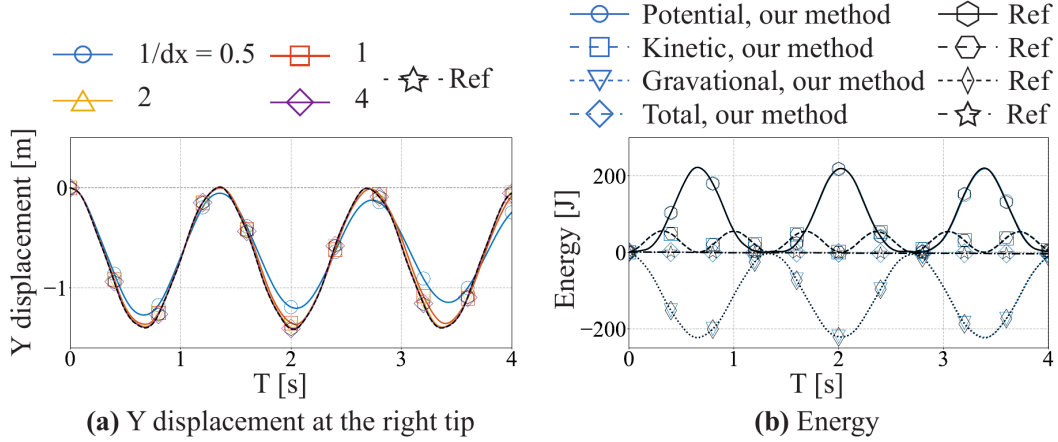 1/dx = 0.5
1
2
4
Ref
Y displacement [m]
0
−1
0
1
2
3
4
T [s]
(a) Y displacement at the right tip
Potential, our method
Ref
Kinetic, our method
Ref
Gravational, our method
Ref
Total, our method
Ref
Energy [J]
200
0
−200
0
1
2
3
4
T [s]
(b) Energy